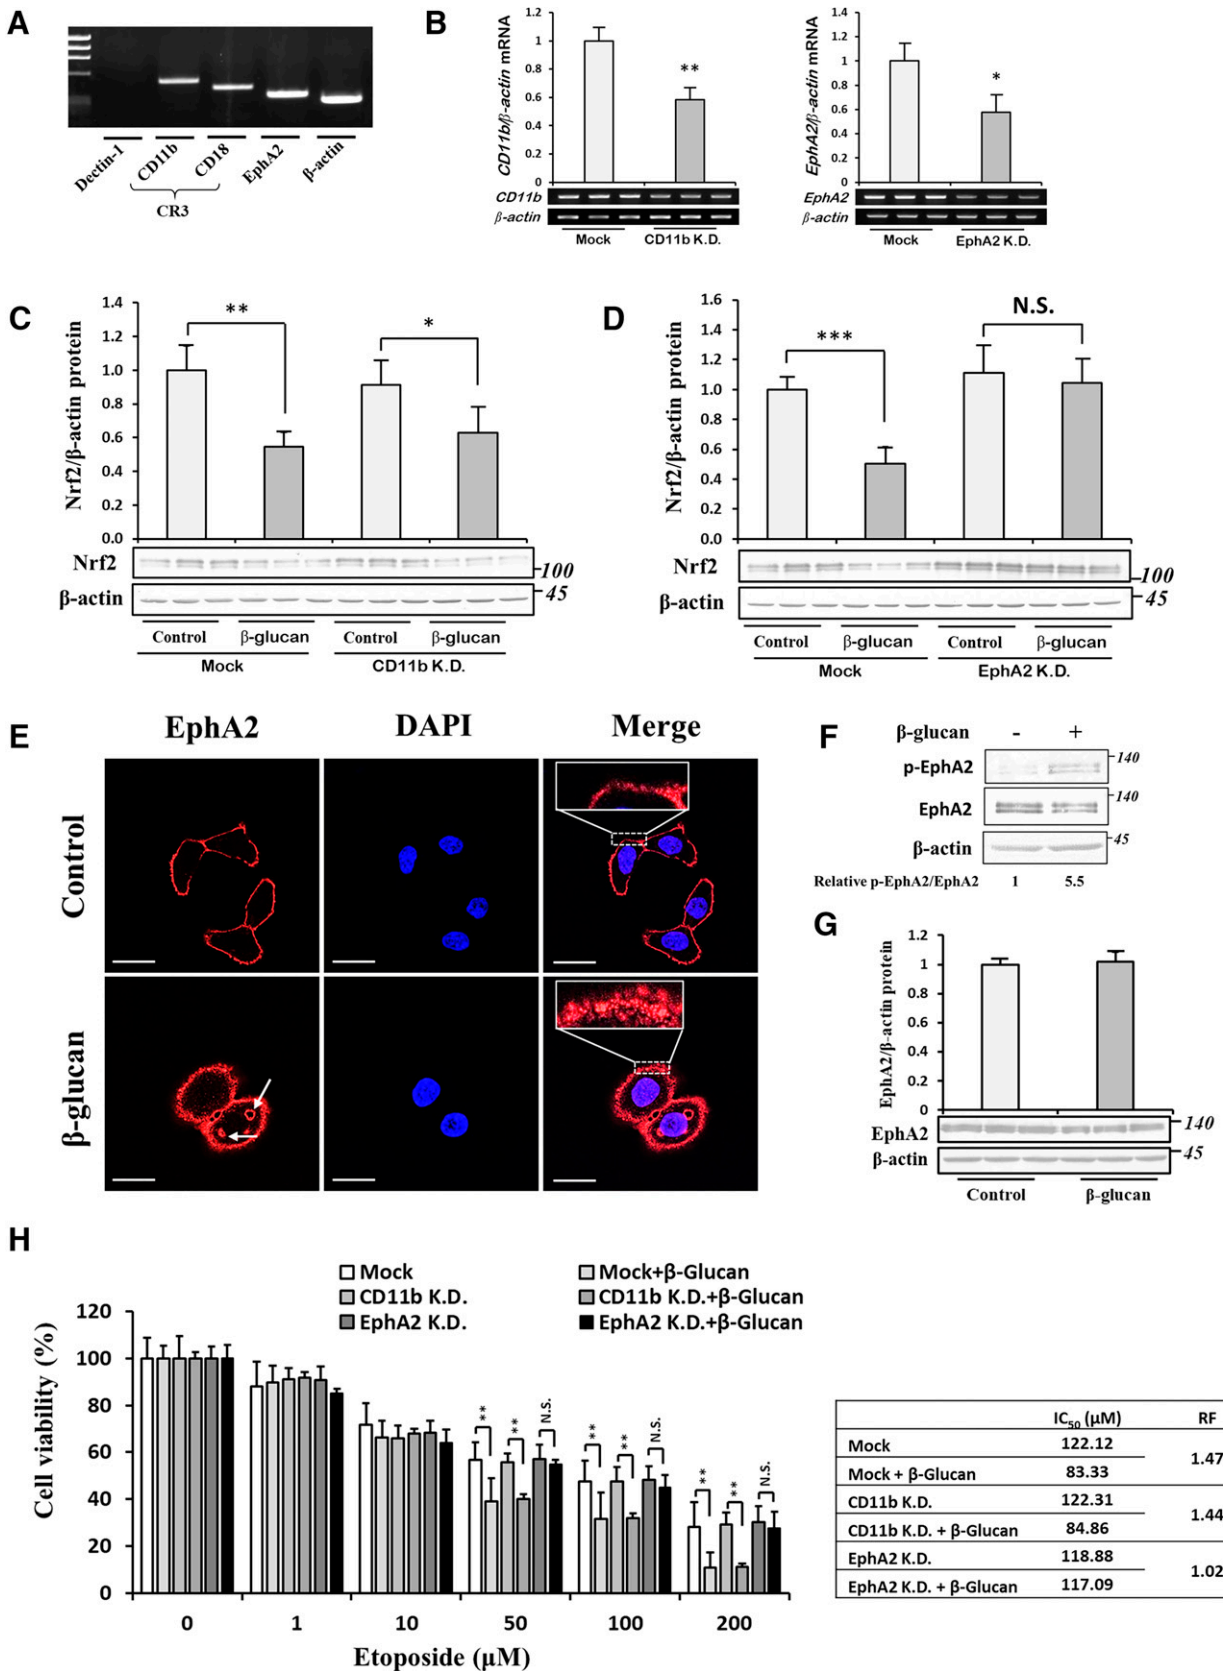 A
Dectin-1
CD11b
CD18
EphA2
β-actin
CR3
B
CD11b/β-actin mRNA
1.2
1
0.8
0.6
0.4
0.2
0
**
CD11b
β-actin
Mock
CD11b K.D.
EphA2/β-actin mRNA
1.4
1.2
1
0.8
0.6
0.4
0.2
0
*
EphA2
β-actin
Mock
EphA2 K.D.
C
Nrf2/β-actin protein
1.4
1.2
1.0
0.8
0.6
0.4
0.2
0.0
**
*
Nrf2
100
β-actin
45
Control
β-glucan
Control
β-glucan
Mock
CD11b K.D.
D
Nrf2/β-actin protein
1.6
1.4
1.2
1.0
0.8
0.6
0.4
0.2
0.0
***
N.S.
Nrf2
100
β-actin
45
Control
β-glucan
Control
β-glucan
Mock
EphA2 K.D.
E
EphA2
DAPI
Merge
Control
β-glucan
F
β-glucan - +
p-EphA2
140
EphA2
140
β-actin
45
Relative p-EphA2/EphA2 1 5.5
G
EphA2/β-actin protein
1.2
1
0.8
0.6
0.4
0.2
0
EphA2
140
β-actin
45
Control
β-glucan
H
Mock
Mock+β-Glucan
CD11b K.D.
CD11b K.D.+β-Glucan
EphA2 K.D.
EphA2 K.D.+β-Glucan
Cell viability (%)
120
100
80
60
40
20
0
**
**
N.S.
**
**
N.S.
**
**
N.S.
0 1 10 50 100 200
Etoposide (μM)
IC50 (μM) RF
Mock 122.12
1.47
Mock + β-Glucan 83.33
CD11b K.D. 122.31
1.44
CD11b K.D. + β-Glucan 84.86
EphA2 K.D. 118.88
1.02
EphA2 K.D. + β-Glucan 117.09